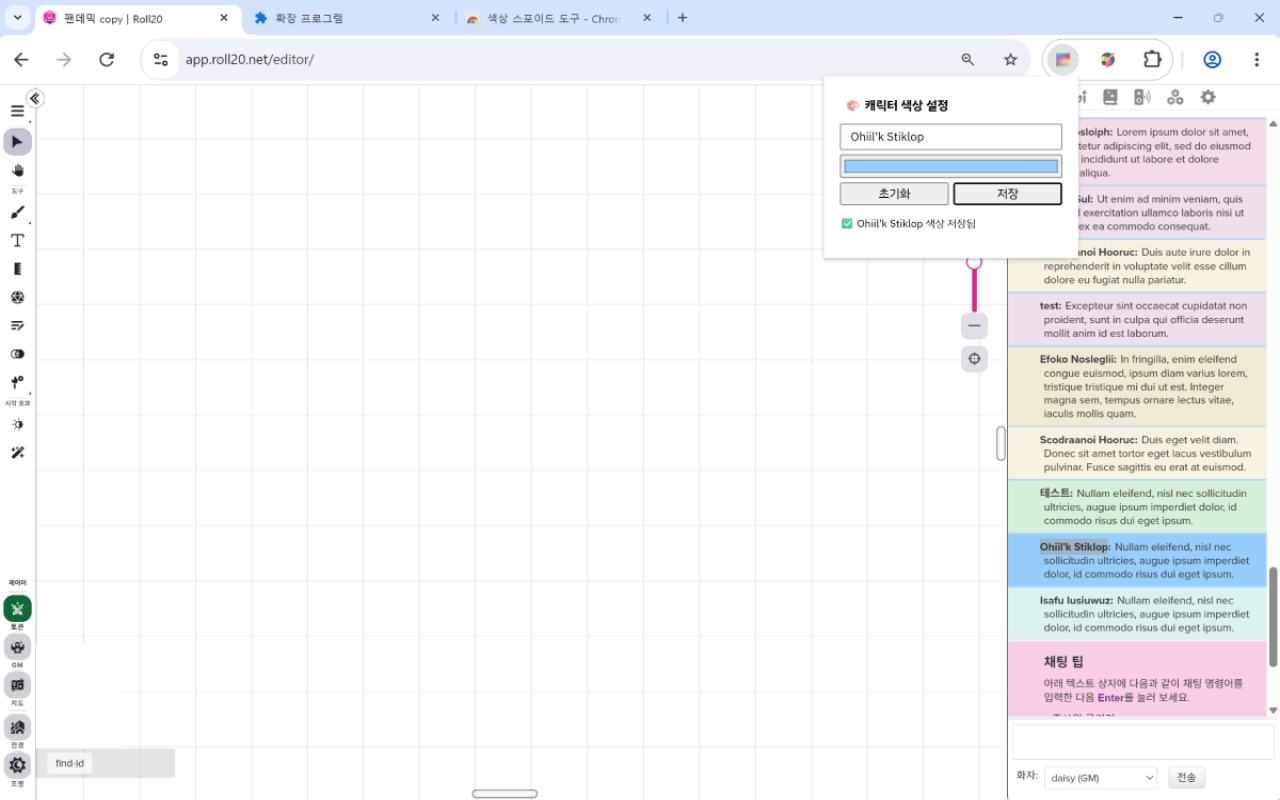 팬데믹 copy | Roll20
확장 프로그램
색상 스포이드 도구 - Chron
app.roll20.net/editor/
도구
시각 효과
레이어
토큰
GM
지도
전경
조명
find-id
캐릭터 색상 설정
Ohiil'k Stiklop
초기화
저장
Ohiil'k Stiklop 색상 저장됨
osloiph: Lorem ipsum dolor sit amet,
tetur adipiscing elit, sed do eiusmod
incididunt ut labore et dolore
aliqua.
Sul: Ut enim ad minim veniam, quis
d exercitation ullamco laboris nisi ut
ex ea commodo consequat.
anoi Hooruc: Duis aute irure dolor in
reprehenderit in voluptate velit esse cillum
dolore eu fugiat nulla pariatur.
test: Excepteur sint occaecat cupidatat non
proident, sunt in culpa qui officia deserunt
mollit anim id est laborum.
Efoko Nosleglii: In fringilla, enim eleifend
congue euismod, ipsum diam varius lorem,
tristique tristique mi dui ut est. Integer
magna sem, tempus ornare lectus vitae,
iaculis mollis quam.
Scodraanoi Hooruc: Duis eget velit diam.
Donec sit amet tortor eget lacus vestibulum
pulvinar. Fusce sagittis eu erat at euismod.
테스트: Nullam eleifend, nisl nec sollicitudin
ultricies, augue ipsum imperdiet dolor, id
commodo risus dui eget ipsum.
Ohiil'k Stiklop: Nullam eleifend, nisl nec
sollicitudin ultricies, augue ipsum imperdiet
dolor, id commodo risus dui eget ipsum.
Isafu Iusiuwuz: Nullam eleifend, nisl nec
sollicitudin ultricies, augue ipsum imperdiet
dolor, id commodo risus dui eget ipsum.
채팅 팁
아래 텍스트 상자에 다음과 같이 채팅 명령어를
입력한 다음 Enter를 눌러 보세요.
화자:
daisy (GM)
전송